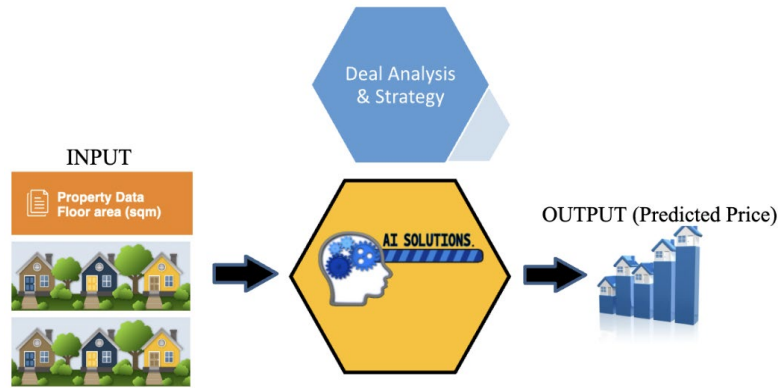 Deal Analysis
& Strategy
INPUT
Property Data
Floor area (sqm)
AI SOLUTIONS.
OUTPUT (Predicted Price)